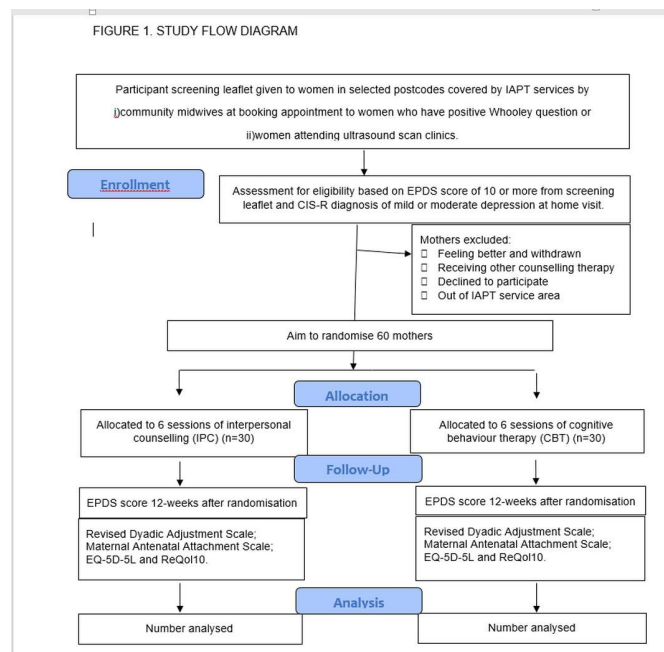 FIGURE 1. STUDY FLOW DIAGRAM
Participant screening leaflet given to women in selected postcodes covered by IAPT services by
i)community midwives at booking appointment to women who have positive Whooley question or
ii)women attending ultrasound scan clinics.
Enrollment
Assessment for eligibility based on EPDS score of 10 or more from screening
leaflet and CIS-R diagnosis of mild or moderate depression at home visit.
Mothers excluded:
Feeling better and withdrawn
Receiving other counselling therapy
Declined to participate
Out of IAPT service area
Aim to randomise 60 mothers
Allocation
Allocated to 6 sessions of interpersonal
counselling (IPC) (n=30)
Allocated to 6 sessions of cognitive
behaviour therapy (CBT) (n=30)
Follow-Up
EPDS score 12-weeks after randomisation
Revised Dyadic Adjustment Scale;
Maternal Antenatal Attachment Scale;
EQ-5D-5L and ReQol10.
EPDS score 12-weeks after randomisation
Revised Dyadic Adjustment Scale;
Maternal Antenatal Attachment Scale;
EQ-5D-5L and ReQol10.
Analysis
Number analysed
Number analysed